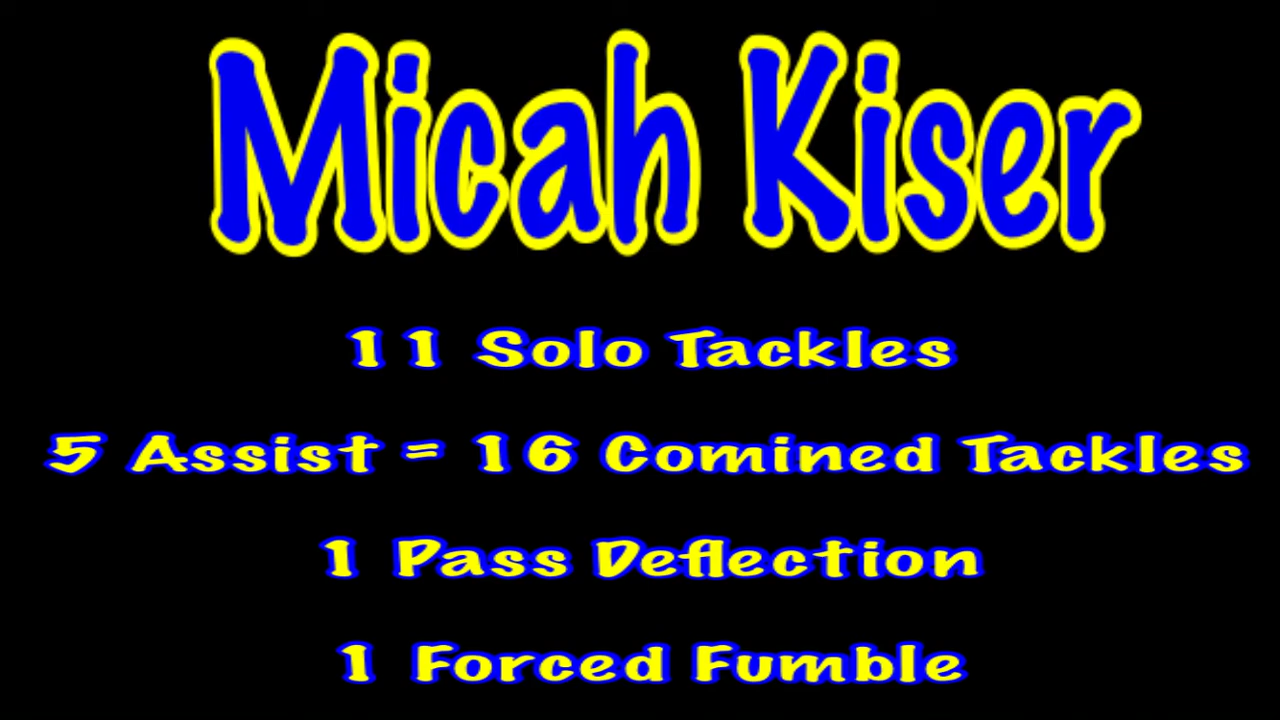 Micah Kiser
11 Solo Tackles
5 Assist = 16 Comined Tackles
1 Pass Deflection
1 Forced Fumble